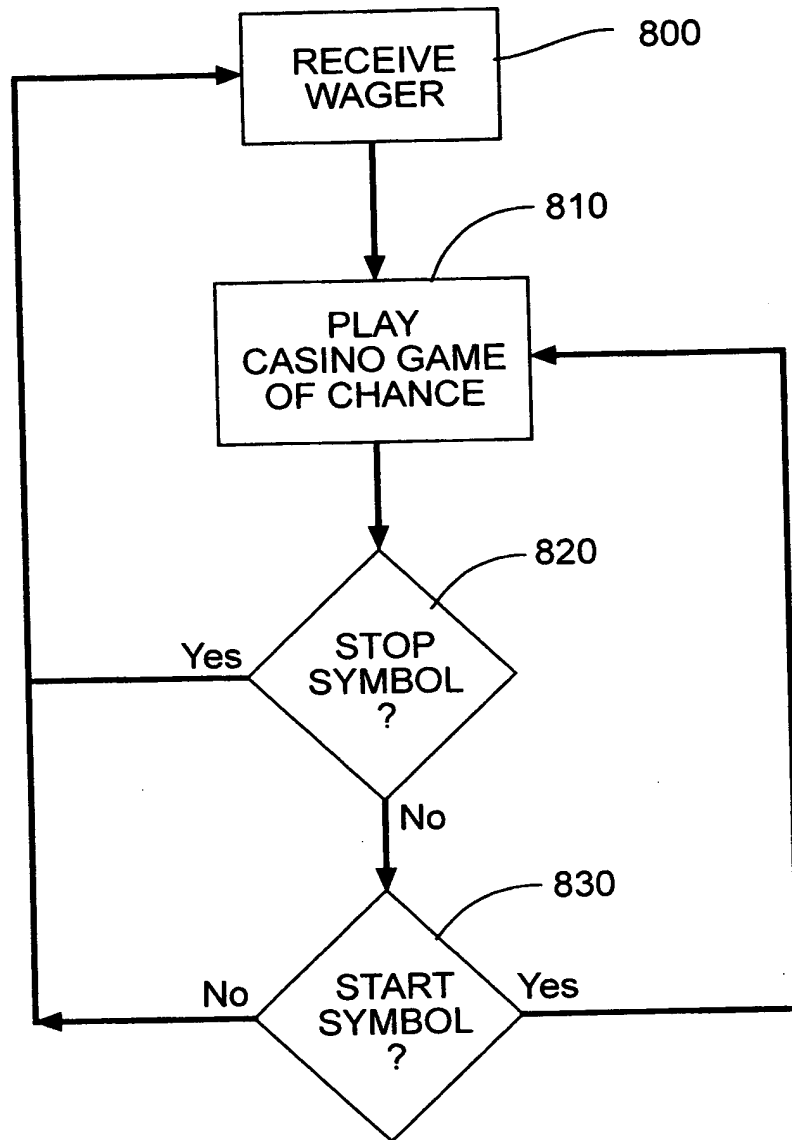 RECEIVE
WAGER
800
810
PLAY
CASINO GAME
OF CHANCE
820
Yes
STOP
SYMBOL
?
No
830
No
START
SYMBOL
?
Yes